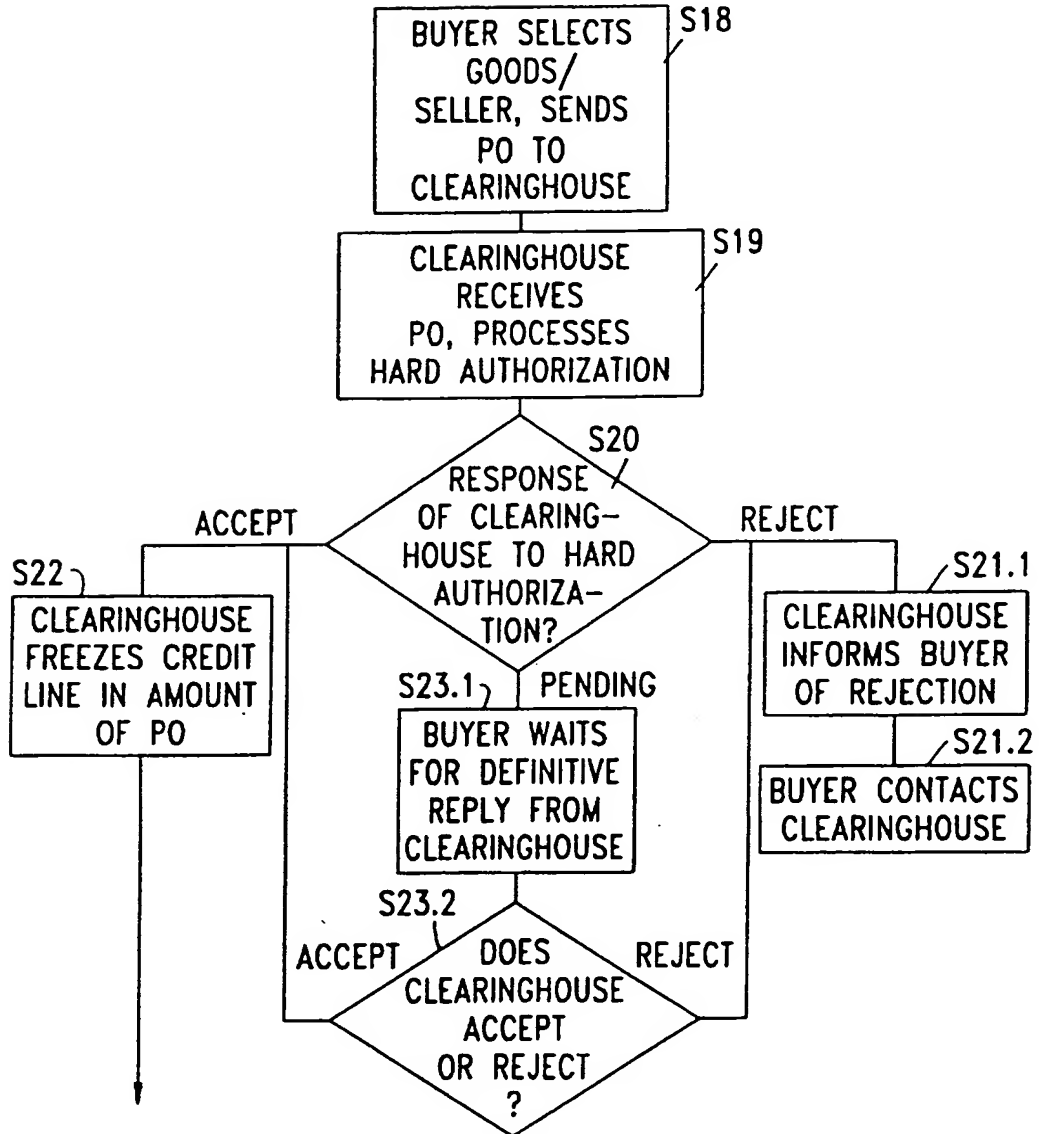 S18
BUYER SELECTS
GOODS/
SELLER, SENDS
PO TO
CLEARINGHOUSE
S19
CLEARINGHOUSE
RECEIVES
PO, PROCESSES
HARD AUTHORIZATION
S20
RESPONSE
OF CLEARING-
HOUSE TO HARD
AUTHORIZA-
TION?
ACCEPT
REJECT
S22
CLEARINGHOUSE
FREEZES CREDIT
LINE IN AMOUNT
OF PO
S21.1
CLEARINGHOUSE
INFORMS BUYER
OF REJECTION
S23.1
PENDING
BUYER WAITS
FOR DEFINITIVE
REPLY FROM
CLEARINGHOUSE
S21.2
BUYER CONTACTS
CLEARINGHOUSE
S23.2
ACCEPT
REJECT
DOES
CLEARINGHOUSE
ACCEPT
OR REJECT
?